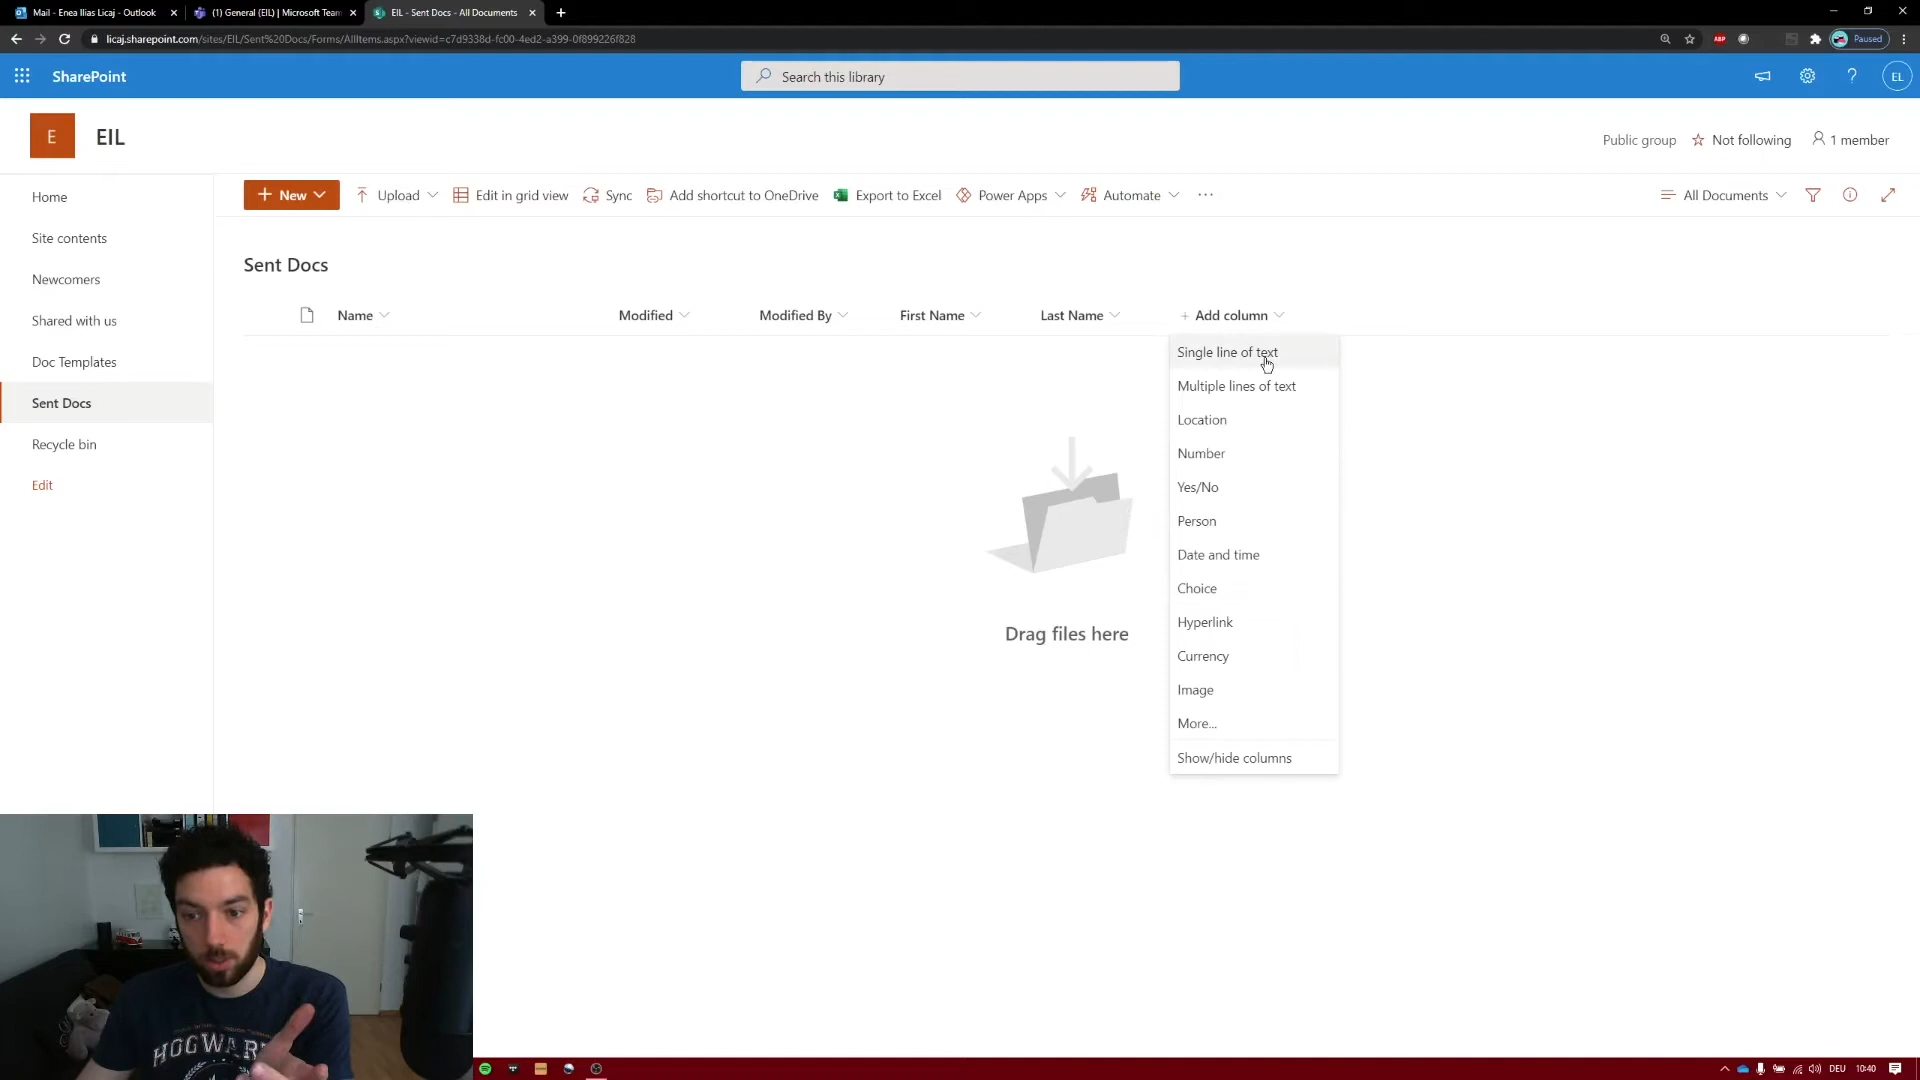 Mail - Enea Ilias Licaj - Outlook
(1) General (EIL) | Microsoft Team
EIL - Sent Docs - All Documents
licaj.sharepoint.com/sites/EIL/Sent%20Docs/Forms/AllItems.aspx?viewid=c7d9338d-fc00-4ed2-a399-0f899226f828
ABP
Paused
SharePoint
Search this library
EL
E
EIL
Public group
Not following
1 member
Home
Site contents
Newcomers
Shared with us
Doc Templates
Sent Docs
Recycle bin
Edit
+ New
Upload
Edit in grid view
Sync
Add shortcut to OneDrive
Export to Excel
Power Apps
Automate
...
All Documents
Sent Docs
Name
Modified
Modified By
First Name
Last Name
+ Add column
Single line of text
Multiple lines of text
Location
Number
Yes/No
Person
Date and time
Choice
Hyperlink
Currency
Image
More...
Show/hide columns
Drag files here
HOGWAR
DEU
10:40